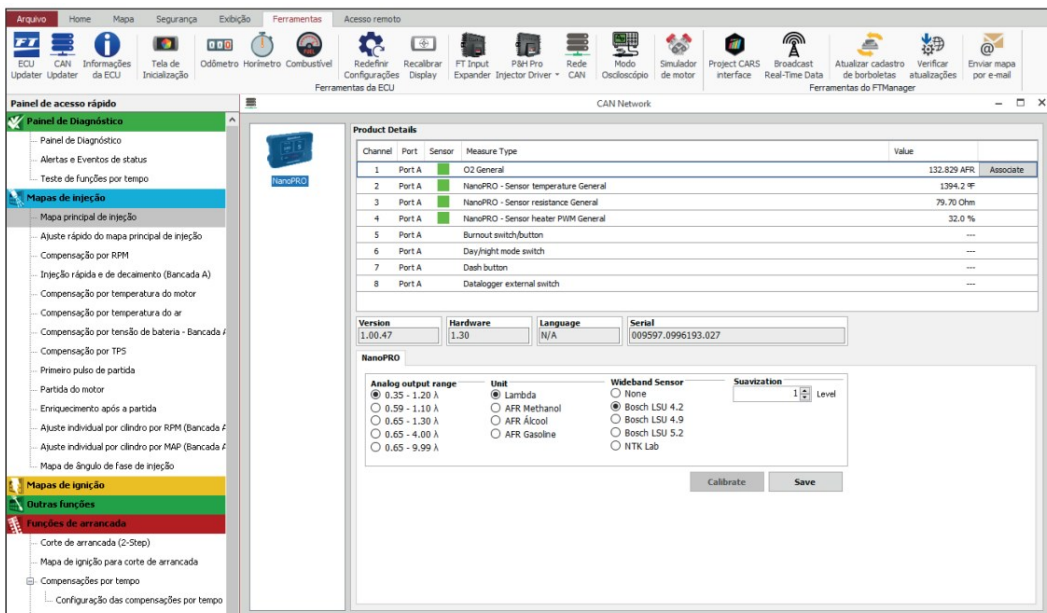 Arquivo Home Mapa Segurança Exibição Ferramentas Acesso remoto
FT
ECU Updater
CAN Updater
Informações da ECU
Tela de Inicialização
Odômetro
Horímetro
Combustível
Redefinir Configurações
Recalibrar Display
FT Input Expander
P&H Pro Injector Driver
Rede CAN
Modo Osciloscópio
Simulador de motor
Project CARS interface
Broadcast Real-Time Data
Atualizar cadastro de borboletas
Verificar atualizações
Enviar mapa por e-mail
Ferramentas da ECU
Ferramentas do FTManager
Painel de acesso rápido
Painel de Diagnóstico
Painel de Diagnóstico
Alertas e Eventos de status
Teste de funções por tempo
Mapas de injeção
Mapa principal de injeção
Ajuste rápido do mapa principal de injeção
Compensação por RPM
Injeção rápida e de decaimento (Bancada A)
Compensação por temperatura do motor
Compensação por temperatura do ar
Compensação por tensão de bateria - Bancada
Compensação por TPS
Primeiro pulso de partida
Partida do motor
Enriquecimento após a partida
Ajuste individual por cilindro por RPM (Bancada
Ajuste individual por cilindro por MAP (Bancada
Mapa de ângulo de fase de injeção
Mapas de ignição
Outras funções
Funções de arrancada
Corte de arrancada (2-Step)
Mapa de ignição para corte de arrancada
Compensações por tempo
Configuração das compensações por tempo
CAN Network
NanoPRO
Product Details
Channel Port Sensor Measure Type Value
1 Port A O2 General 132.829 AFR Associate
2 Port A NanoPRO - Sensor temperature General 1394.2 ºF
3 Port A NanoPRO - Sensor resistance General 79.70 Ohm
4 Port A NanoPRO - Sensor heater PWM General 32.0 %
5 Port A Burnout switch/button ---
6 Port A Day/night mode switch ---
7 Port A Dash button ---
8 Port A Datalogger external switch ---
Version Hardware Language Serial
1.00.47 1.30 N/A 009597.0996193.027
NanoPRO
Analog output range
0.35 - 1.20 λ
0.59 - 1.10 λ
0.65 - 1.30 λ
0.65 - 4.00 λ
0.65 - 9.99 λ
Unit
Lambda
AFR Methanol
AFR Álcool
AFR Gasoline
Wideband Sensor
None
Bosch LSU 4.2
Bosch LSU 4.9
Bosch LSU 5.2
NTK Lab
Suavization
1 Level
Calibrate Save